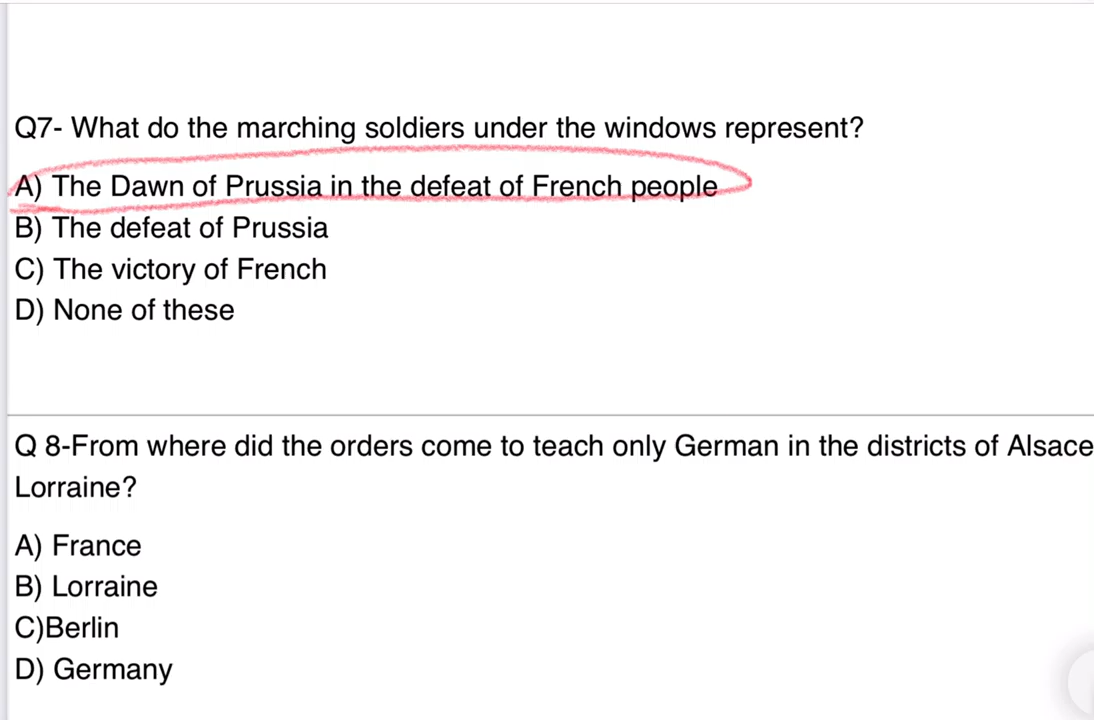 Q7- What do the marching soldiers under the windows represent?
A) The Dawn of Prussia in the defeat of French people
B) The defeat of Prussia
C) The victory of French
D) None of these
Q 8-From where did the orders come to teach only German in the districts of Alsace
Lorraine?
A) France
B) Lorraine
C)Berlin
D) Germany